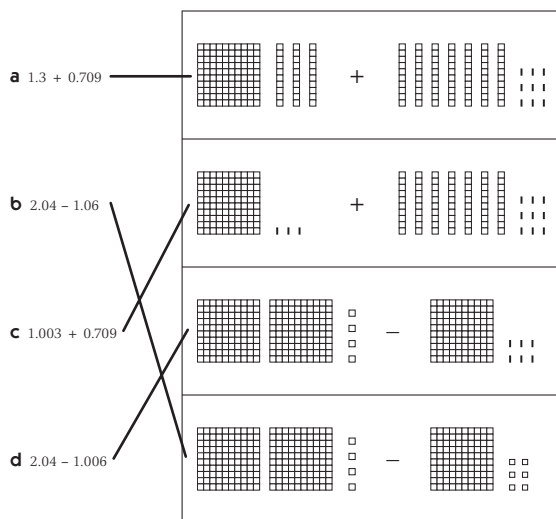 a 1.3 + 0.709
+
b 2.04 – 1.06
+
c 1.003 + 0.709
–
d 2.04 – 1.006
–